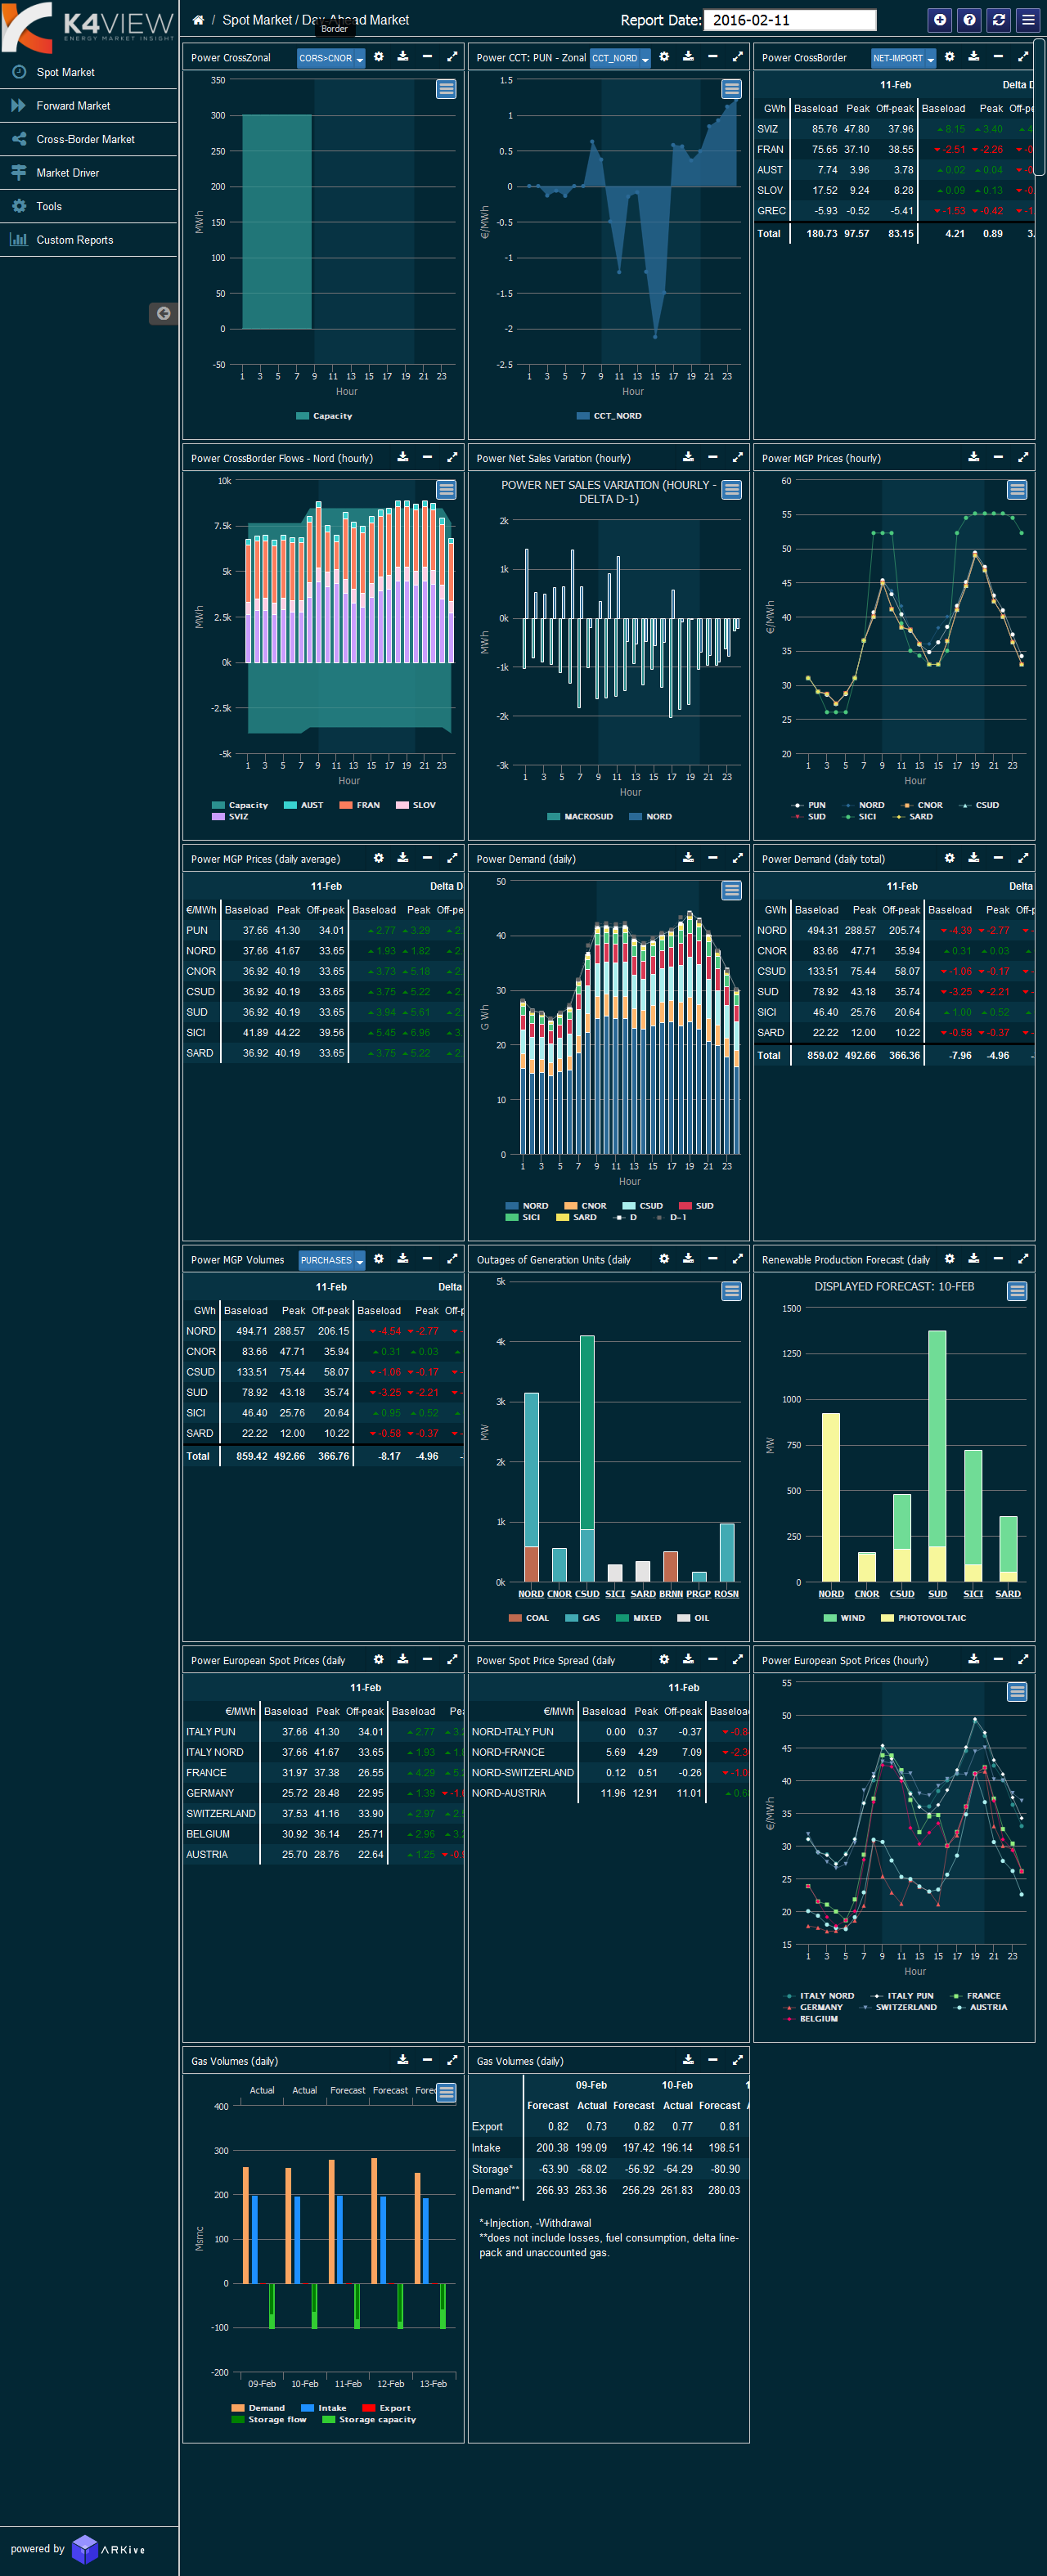 K4VIEW
ENERGY MARKET INSIGHT
Spot Market
Forward Market
Cross-Border Market
Market Driver
Tools
Custom Reports
Spot Market / Day-Ahead Market
Border
Report Date: 2016-02-11
Power CrossZonal CORS>CNOR
350
300
250
200
150
100
50
0
-50
MWh
1 3 5 7 9 11 13 15 17 19 21 23
Hour
Capacity
Power CCT: PUN - Zonal CCT_NORD
1.5
1
0.5
0
-0.5
-1
-1.5
-2
-2.5
€/MWh
1 3 5 7 9 11 13 15 17 19 21 23
Hour
CCT_NORD
Power CrossBorder NET-IMPORT
11-Feb Delta D
GWh Baseload Peak Off-peak Baseload Peak Off-pe
SVIZ 85.76 47.80 37.96 8.15 3.40 4
FRAN 75.65 37.10 38.55 -2.51 -2.26 -0
AUST 7.74 3.96 3.78 0.02 0.04 -0
SLOV 17.52 9.24 8.28 0.09 0.13 -0
GREC -5.93 -0.52 -5.41 -1.53 -0.42 -1
Total 180.73 97.57 83.15 4.21 0.89 3.
Power CrossBorder Flows - Nord (hourly)
10k
7.5k
5k
2.5k
0k
-2.5k
-5k
MWh
1 3 5 7 9 11 13 15 17 19 21 23
Hour
Capacity AUST FRAN SLOV
SVIZ
Power Net Sales Variation (hourly)
POWER NET SALES VARIATION (HOURLY -
DELTA D-1)
2k
1k
0k
-1k
-2k
-3k
MWh
1 3 5 7 9 11 13 15 17 19 21 23
Hour
MACROSUD NORD
Power MGP Prices (hourly)
60
55
50
45
40
35
30
25
20
€/MWh
1 3 5 7 9 11 13 15 17 19 21 23
Hour
PUN NORD CNOR CSUD
SUD SICI SARD
Power MGP Prices (daily average)
11-Feb Delta D
€/MWh Baseload Peak Off-peak Baseload Peak Off-pe
PUN 37.66 41.30 34.01 2.77 3.29 2.
NORD 37.66 41.67 33.65 1.93 1.82 2.
CNOR 36.92 40.19 33.65 3.73 5.18 2.
CSUD 36.92 40.19 33.65 3.75 5.22 2.
SUD 36.92 40.19 33.65 3.94 5.61 2.
SICI 41.89 44.22 39.56 5.45 6.96 3
SARD 36.92 40.19 33.65 3.75 5.22 2.
Power Demand (daily)
50
40
30
20
10
0
G Wh
1 3 5 7 9 11 13 15 17 19 21 23
Hour
NORD CNOR CSUD SUD
SICI SARD D D-1
Power Demand (daily total)
11-Feb Delta
GWh Baseload Peak Off-peak Baseload Peak Off-p
NORD 494.31 288.57 205.74 -4.39 -2.77 -
CNOR 83.66 47.71 35.94 0.31 0.03
CSUD 133.51 75.44 58.07 -1.06 -0.17 -
SUD 78.92 43.18 35.74 -3.25 -2.21 -
SICI 46.40 25.76 20.64 1.00 0.52
SARD 22.22 12.00 10.22 -0.58 -0.37 -
Total 859.02 492.66 366.36 -7.96 -4.96 -
Power MGP Volumes PURCHASES
11-Feb Delta
GWh Baseload Peak Off-peak Baseload Peak Off-p
NORD 494.71 288.57 206.15 -4.54 -2.77 -
CNOR 83.66 47.71 35.94 0.31 0.03
CSUD 133.51 75.44 58.07 -1.06 -0.17 -
SUD 78.92 43.18 35.74 -3.25 -2.21 -
SICI 46.40 25.76 20.64 0.95 0.52
SARD 22.22 12.00 10.22 -0.58 -0.37 -
Total 859.42 492.66 366.76 -8.17 -4.96 -
Outages of Generation Units (daily
5k
4k
3k
2k
1k
0k
MW
NORD CNOR CSUD SICI SARD BRNN PRGP ROSN
COAL GAS MIXED OIL
Renewable Production Forecast (daily
DISPLAYED FORECAST: 10-FEB
1500
1250
1000
750
500
250
0
MW
NORD CNOR CSUD SUD SICI SARD
WIND PHOTOVOLTAIC
Power European Spot Prices (daily
11-Feb
€/MWh Baseload Peak Off-peak Baseload Pea
ITALY PUN 37.66 41.30 34.01 2.77 3.
ITALY NORD 37.66 41.67 33.65 1.93 1.
FRANCE 31.97 37.38 26.55 4.29 5.
GERMANY 25.72 28.48 22.95 1.39 -1.
SWITZERLAND 37.53 41.16 33.90 2.97 2.
BELGIUM 30.92 36.14 25.71 2.96 3.
AUSTRIA 25.70 28.76 22.64 1.25 -0.
Power Spot Price Spread (daily
11-Feb
€/MWh Baseload Peak Off-peak Baseloa
NORD-ITALY PUN 0.00 0.37 -0.37 -0.8
NORD-FRANCE 5.69 4.29 7.09 -2.3
NORD-SWITZERLAND 0.12 0.51 -0.26 -1.0
NORD-AUSTRIA 11.96 12.91 11.01 0.6
Power European Spot Prices (hourly)
55
50
45
40
35
30
25
20
15
€/MWh
1 3 5 7 9 11 13 15 17 19 21 23
Hour
ITALY NORD ITALY PUN FRANCE
GERMANY SWITZERLAND AUSTRIA
BELGIUM
Gas Volumes (daily)
Actual Actual Forecast Forecast Forec
400
300
200
100
0
-100
-200
Msmc
09-Feb 10-Feb 11-Feb 12-Feb 13-Feb
Demand Intake Export
Storage flow Storage capacity
Gas Volumes (daily)
09-Feb 10-Feb 1
Forecast Actual Forecast Actual Forecast A
Export 0.82 0.73 0.82 0.77 0.81
Intake 200.38 199.09 197.42 196.14 198.51
Storage* -63.90 -68.02 -56.92 -64.29 -80.90
Demand** 266.93 263.36 256.29 261.83 280.03
*+Injection, -Withdrawal
**does not include losses, fuel consumption, delta line-
pack and unaccounted gas.
powered by ARKive